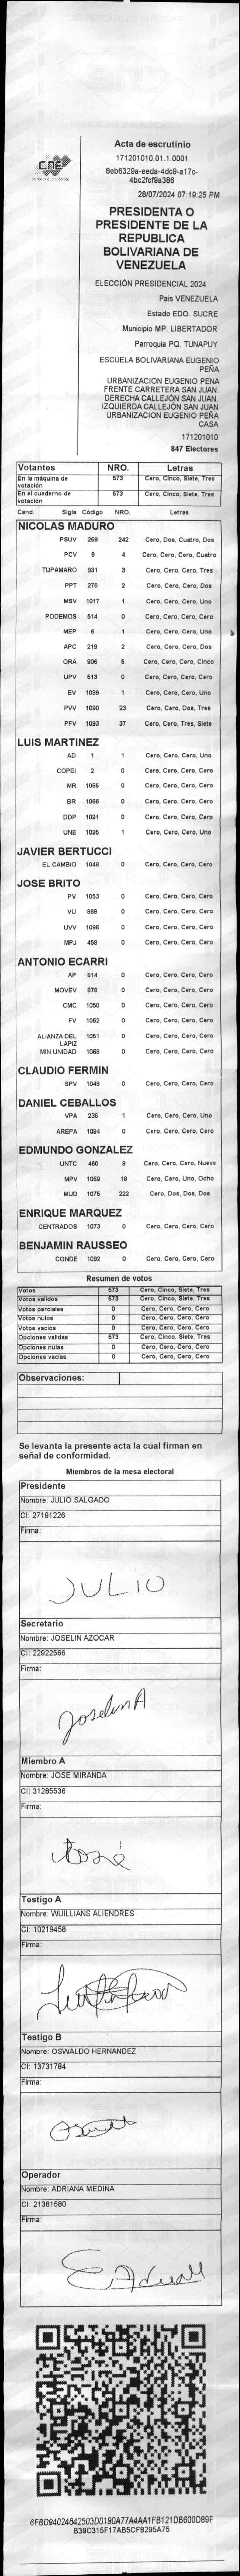 CNE
Acta de escrutinio
171201010.01.1.0001
8eb6329a-eeda-4dc9-a17c-
4bc2fcf9a386
28/07/2024 07:19:25 PM
PRESIDENTA O
PRESIDENTE DE LA
REPUBLICA
BOLIVARIANA DE
VENEZUELA
ELECCIÓN PRESIDENCIAL 2024
País VENEZUELA
Estado EDO. SUCRE
Municipio MP. LIBERTADOR
Parroquia PQ. TUNAPUY
ESCUELA BOLIVARIANA EUGENIO
PEÑA
URBANIZACION EUGENIO PENA
FRENTE CARRETERA SAN JUAN.
DERECHA CALLEJÓN SAN JUAN.
IZQUIERDA CALLEJÓN SAN JUAN
URBANIZACION EUGENIO PEÑA
CASA
171201010
847 Electores
Votantes NRO. Letras
En la máquina de votación 573 Cero, Cinco, Siete, Tres
En el cuaderno de votación 573 Cero, Cinco, Siete, Tres
Cand. Sigla Código NRO. Letras
NICOLAS MADURO
PSUV 269 242 Cero, Dos, Cuatro, Dos
PCV 9 4 Cero, Cero, Cero, Cuatro
TUPAMARO 931 3 Cero, Cero, Cero, Tres
PPT 276 2 Cero, Cero, Cero, Dos
MSV 1017 1 Cero, Cero, Cero, Uno
PODEMOS 514 0 Cero, Cero, Cero, Cero
MEP 6 1 Cero, Cero, Cero, Uno
APC 219 2 Cero, Cero, Cero, Dos
ORA 906 5 Cero, Cero, Cero, Cinco
UPV 513 0 Cero, Cero, Cero, Cero
EV 1089 1 Cero, Cero, Cero, Uno
PVV 1090 23 Cero, Cero, Dos, Tres
PFV 1093 37 Cero, Cero, Tres, Siete
LUIS MARTINEZ
AD 1 1 Cero, Cero, Cero, Uno
COPEI 2 0 Cero, Cero, Cero, Cero
MR 1065 0 Cero, Cero, Cero, Cero
BR 1066 0 Cero, Cero, Cero, Cero
DDP 1091 0 Cero, Cero, Cero, Cero
UNE 1095 1 Cero, Cero, Cero, Uno
JAVIER BERTUCCI
EL CAMBIO 1048 0 Cero, Cero, Cero, Cero
JOSE BRITO
PV 1053 0 Cero, Cero, Cero, Cero
VU 868 0 Cero, Cero, Cero, Cero
UVV 1096 0 Cero, Cero, Cero, Cero
MPJ 458 0 Cero, Cero, Cero, Cero
ANTONIO ECARRI
AP 814 0 Cero, Cero, Cero, Cero
MOVEV 878 0 Cero, Cero, Cero, Cero
CMC 1050 0 Cero, Cero, Cero, Cero
FV 1062 0 Cero, Cero, Cero, Cero
ALIANZA DEL LAPIZ 1051 0 Cero, Cero, Cero, Cero
MIN UNIDAD 1068 0 Cero, Cero, Cero, Cero
CLAUDIO FERMIN
SPV 1049 0 Cero, Cero, Cero, Cero
DANIEL CEBALLOS
VPA 236 1 Cero, Cero, Cero, Uno
AREPA 1094 0 Cero, Cero, Cero, Cero
EDMUNDO GONZALEZ
UNTC 460 9 Cero, Cero, Cero, Nueve
MPV 1069 18 Cero, Cero, Uno, Ocho
MUD 1075 222 Cero, Dos, Dos, Dos
ENRIQUE MARQUEZ
CENTRADOS 1073 0 Cero, Cero, Cero, Cero
BENJAMIN RAUSSEO
CONDE 1092 0 Cero, Cero, Cero, Cero
Resumen de votos
Votos 573 Cero, Cinco, Siete, Tres
Votos validos 573 Cero, Cinco, Siete, Tres
Votos parciales 0 Cero, Cero, Cero, Cero
Votos nulos 0 Cero, Cero, Cero, Cero
Votos vacios 0 Cero, Cero, Cero, Cero
Opciones validas 573 Cero, Cinco, Siete, Tres
Opciones nulas 0 Cero, Cero, Cero, Cero
Opciones vacias 0 Cero, Cero, Cero, Cero
Observaciones:
Se levanta la presente acta la cual firman en
señal de conformidad.
Miembros de la mesa electoral
Presidente
Nombre: JULIO SALGADO
CI: 27191226
Firma:
JULIO
Secretario
Nombre: JOSELIN AZOCAR
CI: 22922566
Firma:
Joselin A
Miembro A
Nombre: JOSE MIRANDA
CI: 31285536
Firma:
José
Testigo A
Nombre: WUILLIANS ALIENDRES
CI: 10219456
Firma:
Testigo B
Nombre: OSWALDO HERNANDEZ
CI: 13731784
Firma:
Operador
Nombre: ADRIANA MEDINA
CI: 21381580
Firma:
6FBD94024642503D0190A77A4AA1FB121DB600D89F
B39C315F17AB5CF8295A75